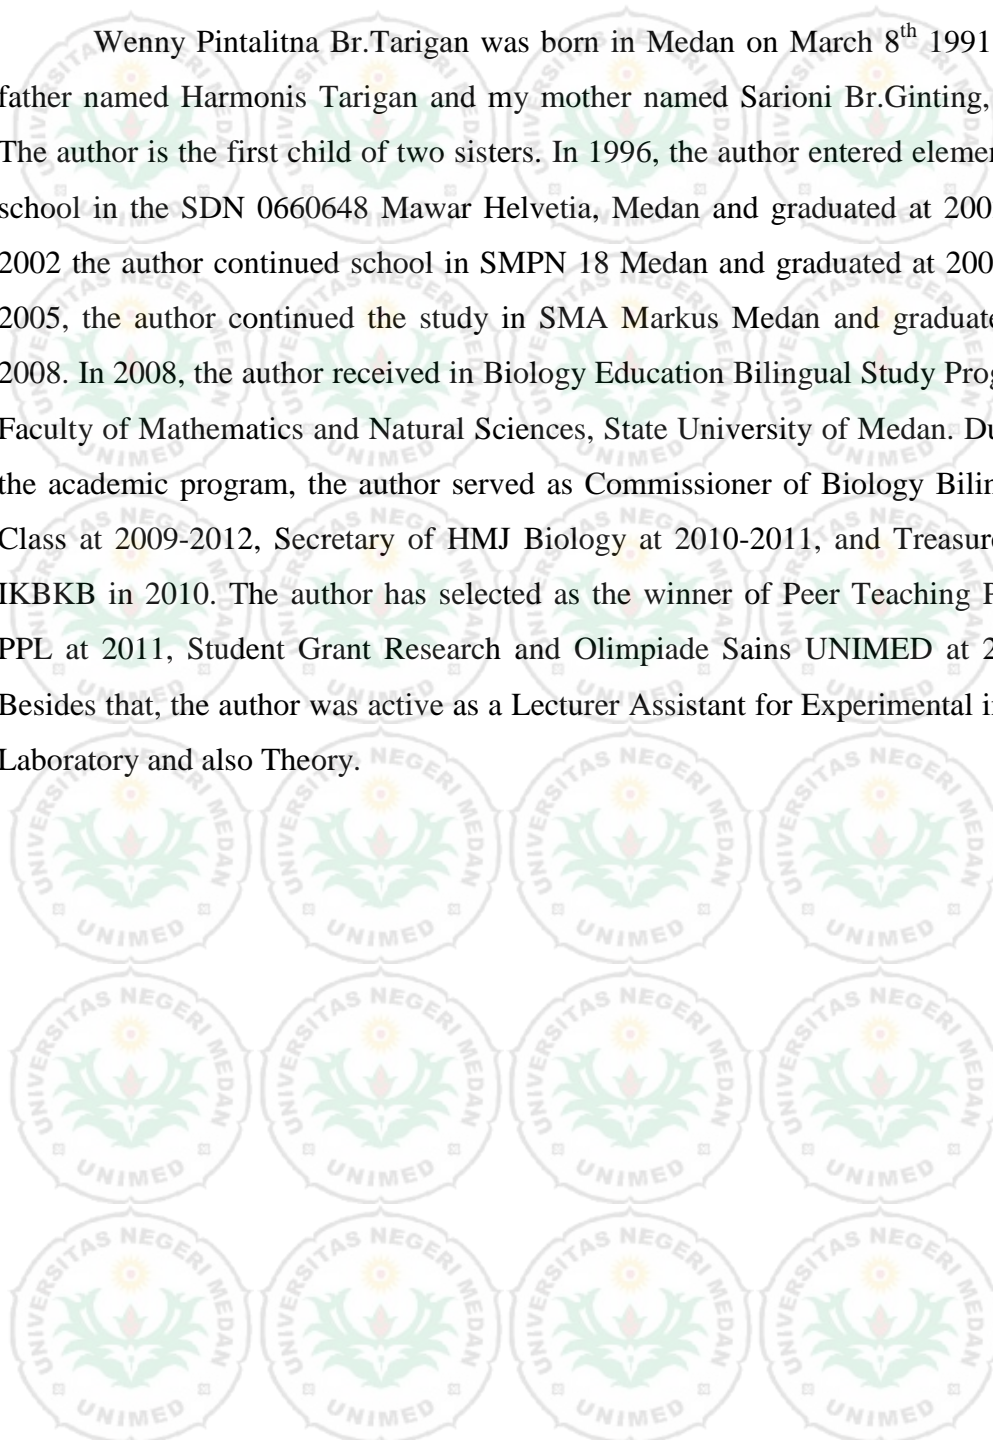 Wenny Pintalitna Br.Tarigan was born in Medan on March 8th 1991
father named Harmonis Tarigan and my mother named Sarioni Br.Ginting,
The author is the first child of two sisters. In 1996, the author entered elemen
school in the SDN 0660648 Mawar Helvetia, Medan and graduated at 200
2002 the author continued school in SMPN 18 Medan and graduated at 200
2005, the author continued the study in SMA Markus Medan and graduate
2008. In 2008, the author received in Biology Education Bilingual Study Prog
Faculty of Mathematics and Natural Sciences, State University of Medan. Du
the academic program, the author served as Commissioner of Biology Bilin
Class at 2009-2012, Secretary of HMJ Biology at 2010-2011, and Treasur
IKBKB in 2010. The author has selected as the winner of Peer Teaching P
PPL at 2011, Student Grant Research and Olimpiade Sains UNIMED at 2
Besides that, the author was active as a Lecturer Assistant for Experimental i
Laboratory and also Theory.
UNIVERSITAS NEGERI MEDAN
UNIMED